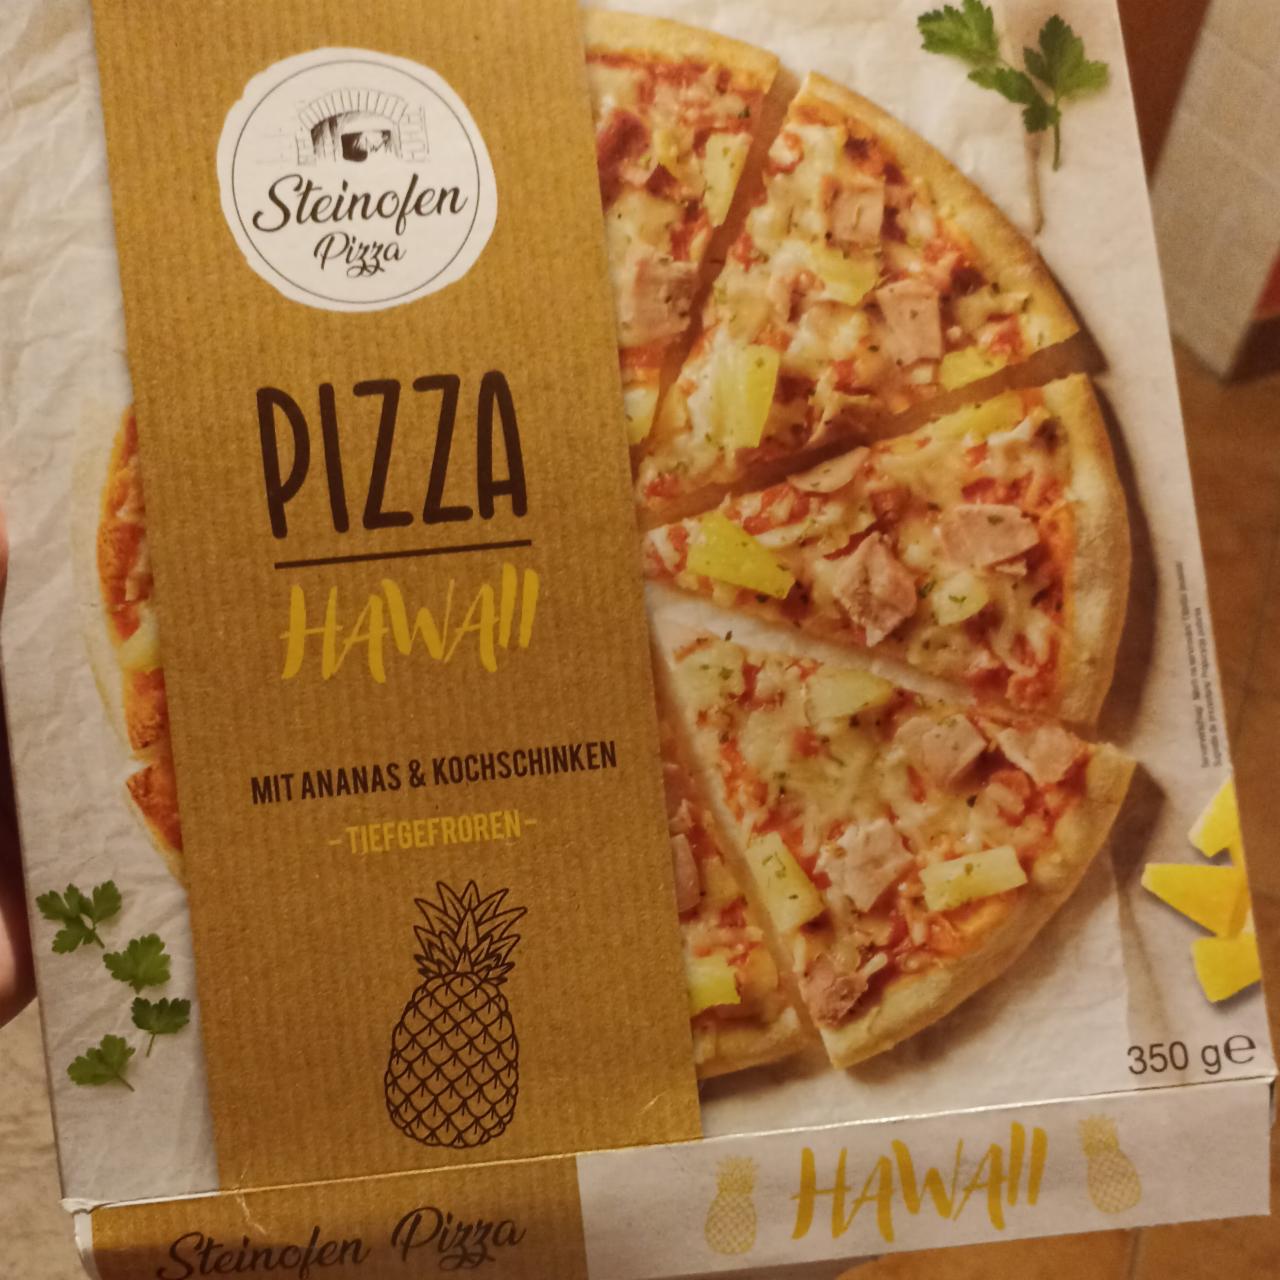 Steinofen
Pizza
PIZZA
HAWAII
MIT ANANAS & KOCHSCHINKEN
-TIEFGEFROREN-
350 g℮
HAWAII
Steinofen Pizza